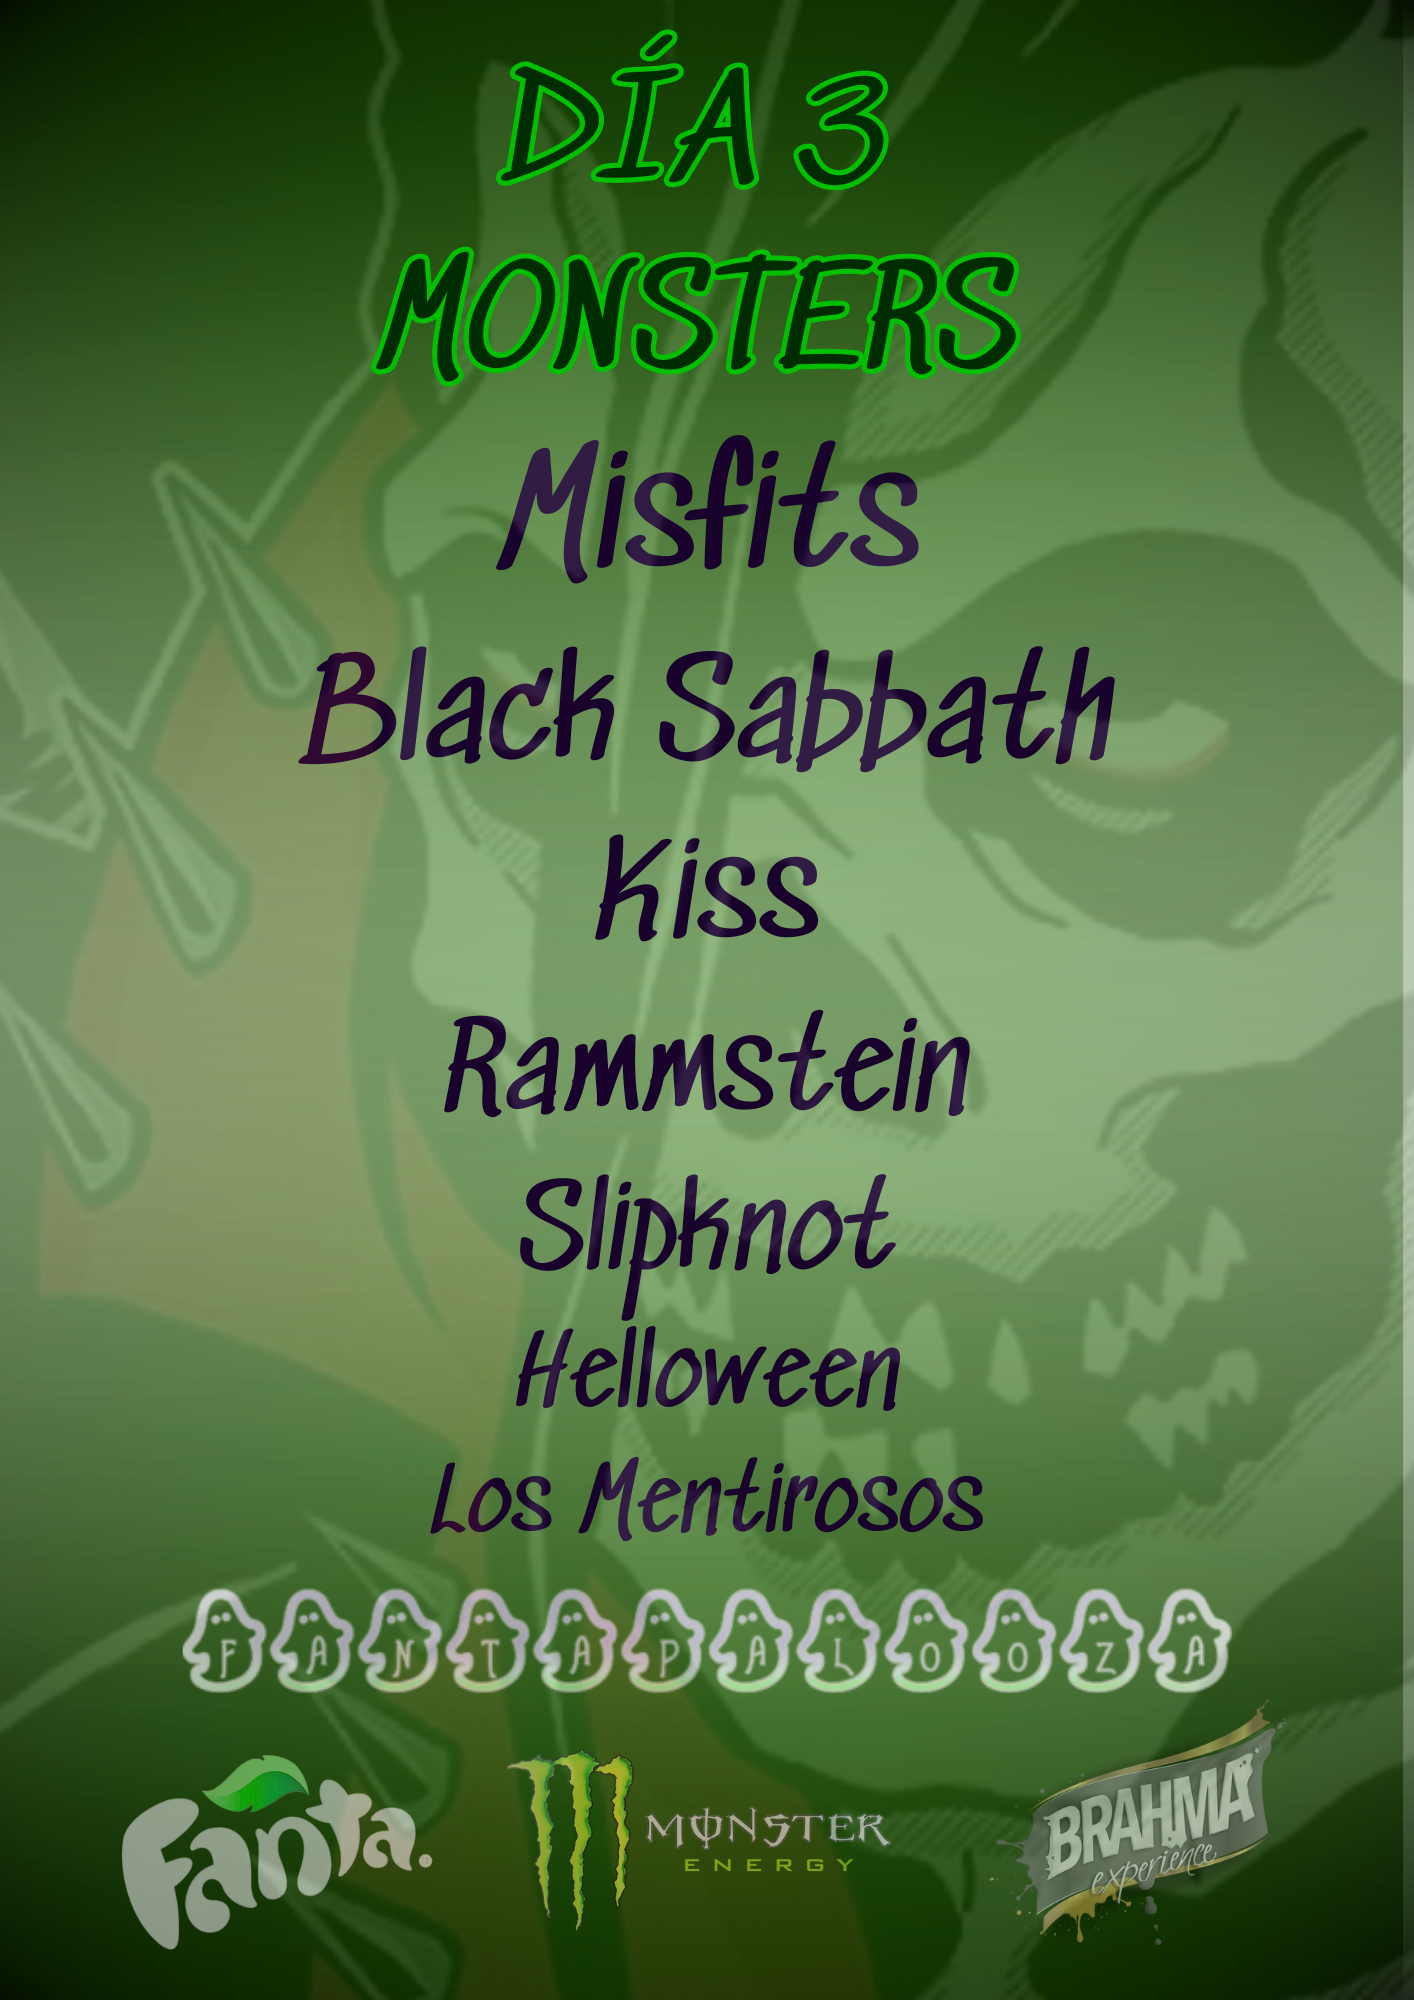 DÍA 3
MONSTERS
Misfits
Black Sabbath
Kiss
Rammstein
Slipknot
Helloween
Los Mentirosos
FANTAPALOOZA
Fanta.
MONSTER
ENERGY
BRAHMA
experience